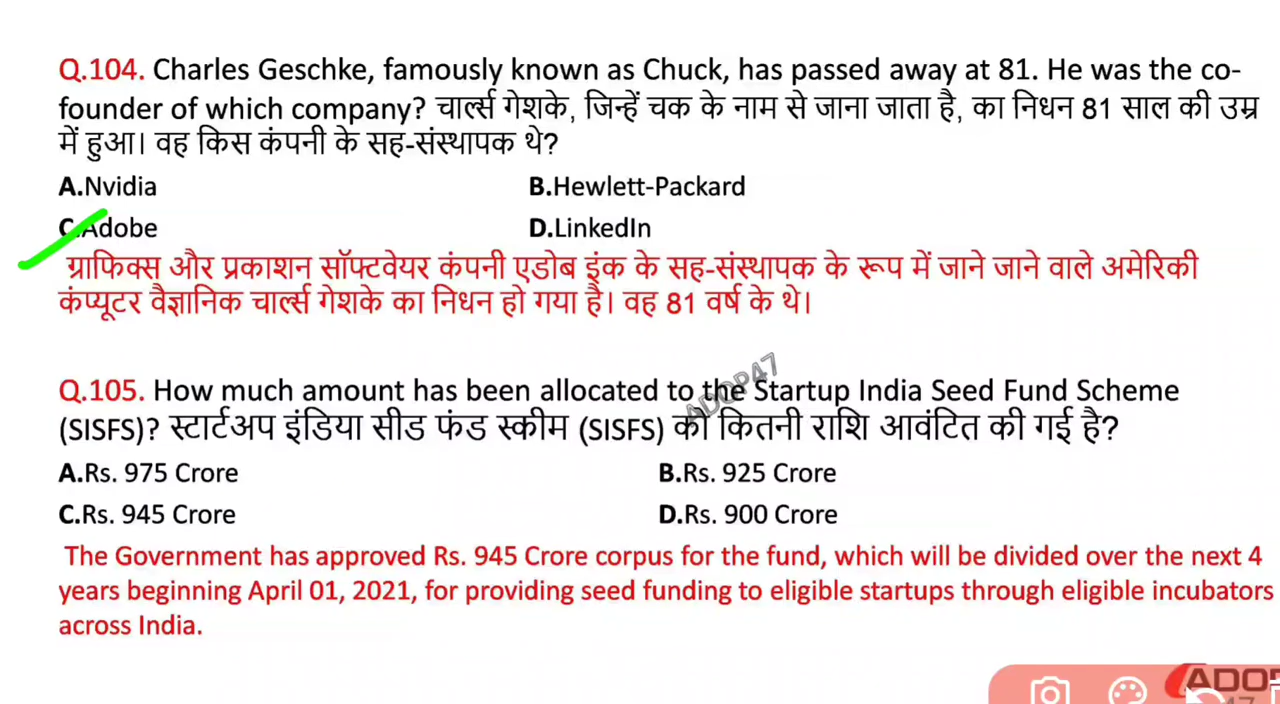 Q.104. Charles Geschke, famously known as Chuck, has passed away at 81. He was the co-
founder of which company? चार्ल्स गेशके, जिन्हें चक के नाम से जाना जाता है, का निधन 81 साल की उम्र
में हुआ। वह किस कंपनी के सह-संस्थापक थे?
A.Nvidia B.Hewlett-Packard
C.Adobe D.LinkedIn
ग्राफिक्स और प्रकाशन सॉफ्टवेयर कंपनी एडोब इंक के सह-संस्थापक के रूप में जाने जाने वाले अमेरिकी
कंप्यूटर वैज्ञानिक चार्ल्स गेशके का निधन हो गया है। वह 81 वर्ष के थे।
Q.105. How much amount has been allocated to the Startup India Seed Fund Scheme
(SISFS)? स्टार्टअप इंडिया सीड फंड स्कीम (SISFS) को कितनी राशि आवंटित की गई है?
ADOP47
A.Rs. 975 Crore B.Rs. 925 Crore
C.Rs. 945 Crore D.Rs. 900 Crore
The Government has approved Rs. 945 Crore corpus for the fund, which will be divided over the next 4
years beginning April 01, 2021, for providing seed funding to eligible startups through eligible incubators
across India.